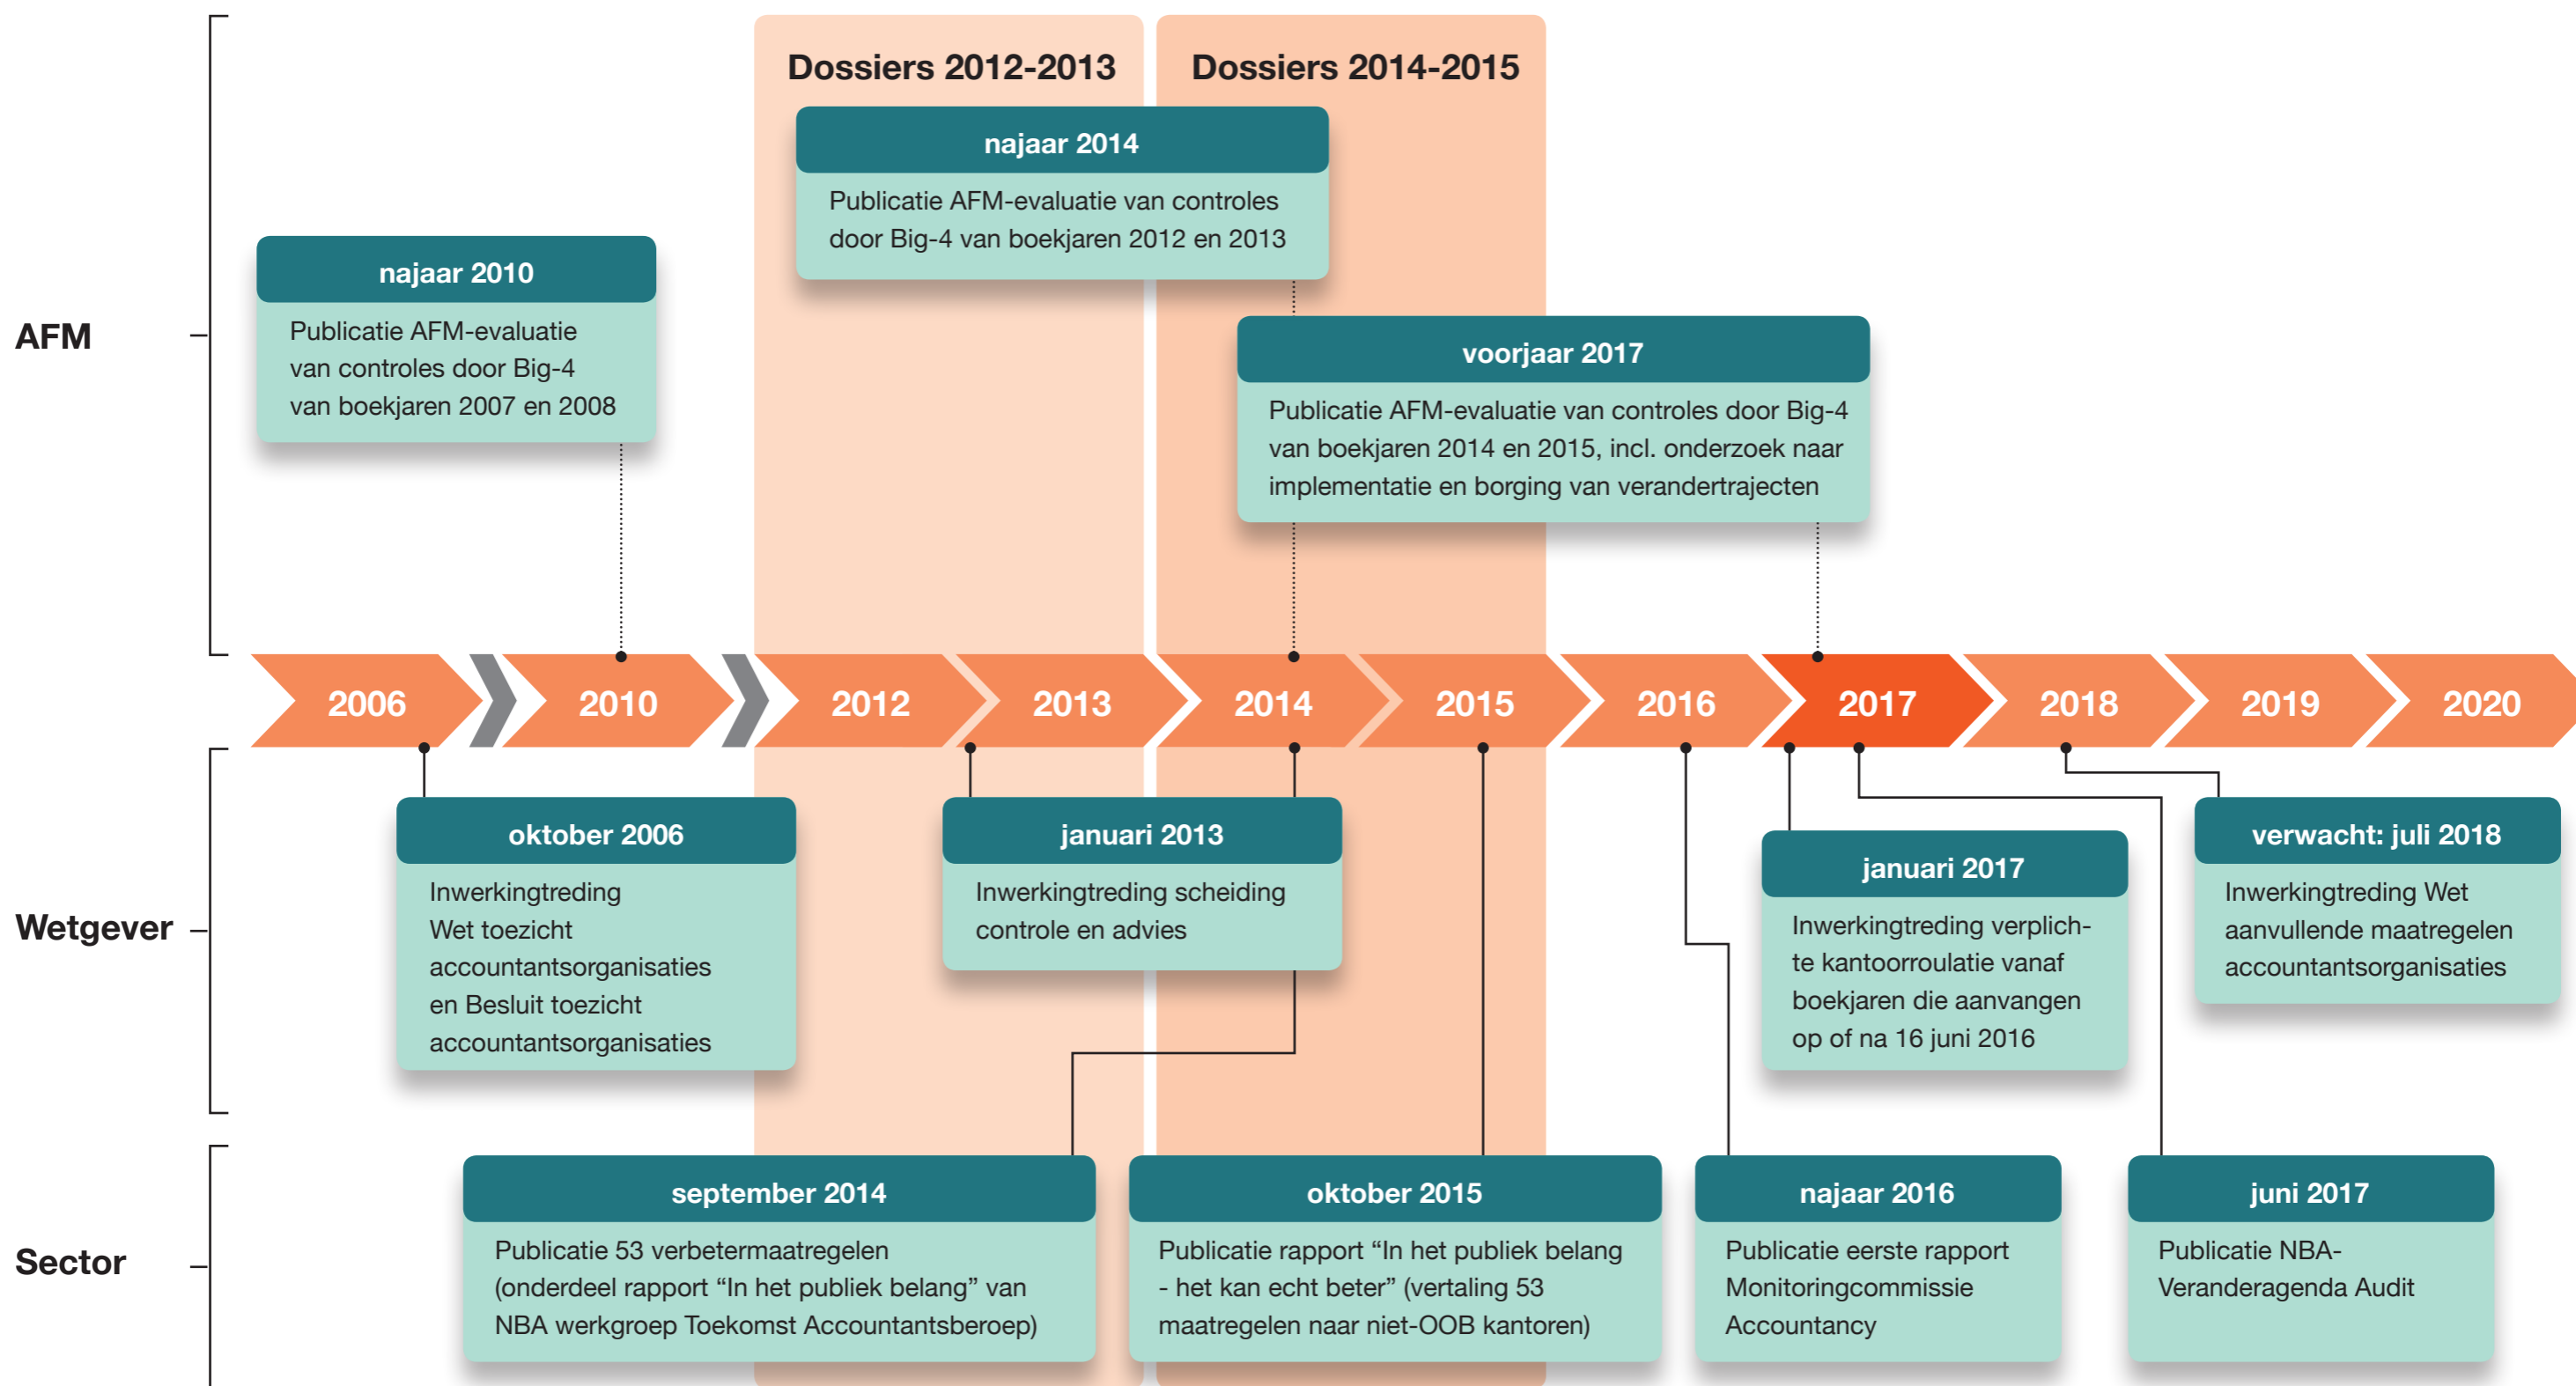 Dossiers 2012-2013
Dossiers 2014-2015
AFM
najaar 2010
Publicatie AFM-evaluatie
van controles door Big-4
van boekjaren 2007 en 2008
najaar 2014
Publicatie AFM-evaluatie van controles
door Big-4 van boekjaren 2012 en 2013
voorjaar 2017
Publicatie AFM-evaluatie van controles door Big-4
van boekjaren 2014 en 2015, incl. onderzoek naar
implementatie en borging van verandertrajecten
2006
2010
2012
2013
2014
2015
2016
2017
2018
2019
2020
Wetgever
oktober 2006
Inwerkingtreding
Wet toezicht
accountantsorganisaties
en Besluit toezicht
accountantsorganisaties
januari 2013
Inwerkingtreding scheiding
controle en advies
januari 2017
Inwerkingtreding verplich-
te kantoorroulatie vanaf
boekjaren die aanvangen
op of na 16 juni 2016
verwacht: juli 2018
Inwerkingtreding Wet
aanvullende maatregelen
accountantsorganisaties
Sector
september 2014
Publicatie 53 verbetermaatregelen
(onderdeel rapport “In het publiek belang” van
NBA werkgroep Toekomst Accountantsberoep)
oktober 2015
Publicatie rapport “In het publiek belang
- het kan echt beter” (vertaling 53
maatregelen naar niet-OOB kantoren)
najaar 2016
Publicatie eerste rapport
Monitoringcommissie
Accountancy
juni 2017
Publicatie NBA-
Veranderagenda Audit